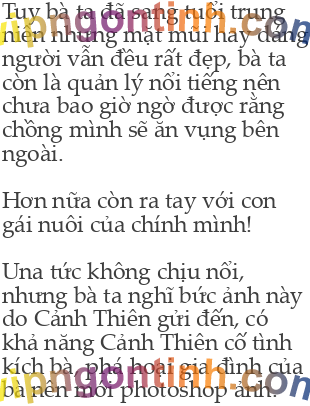 Tuy bà ta đã sang tuổi trung
niên nhưng mặt mũi hay dáng
người vẫn đều rất đẹp, bà ta
còn là quản lý nổi tiếng nên
chưa bao giờ ngờ được rằng
chồng mình sẽ ăn vụng bên
ngoài.
Hơn nữa còn ra tay với con
gái nuôi của chính mình!
Una tức không chịu nổi,
nhưng bà ta nghĩ bức ảnh này
do Cảnh Thiên gửi đến, có
khả năng Cảnh Thiên cố tình
kích bà, phá hoại gia đình của
bà nên mới photoshop ảnh.
vipngontinh.com
vipngontinh.com